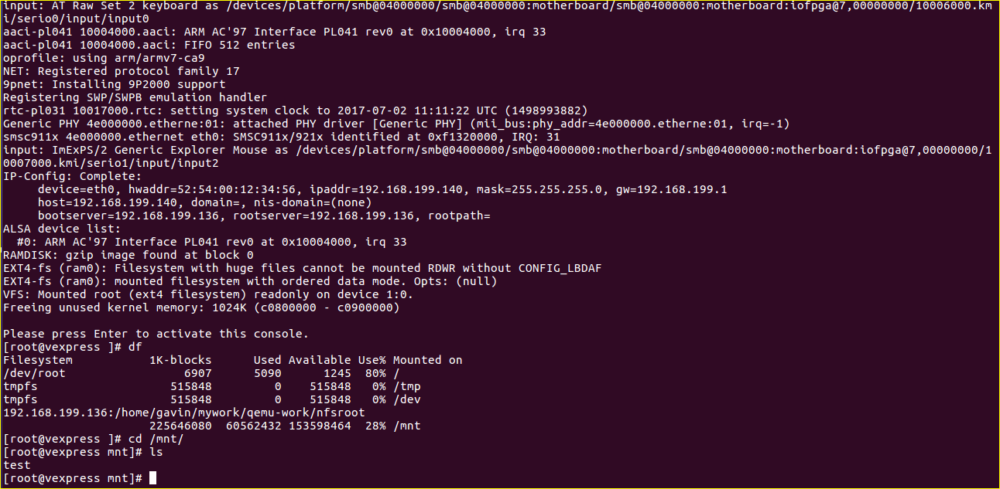 input: AT Raw Set 2 keyboard as /devices/platform/smb@04000000/smb@04000000:motherboard/smb@04000000:motherboard:iofpga@7,00000000/10006000.km
i/serio0/input/input0
aaci-pl041 10004000.aaci: ARM AC'97 Interface PL041 rev0 at 0x10004000, irq 33
aaci-pl041 10004000.aaci: FIFO 512 entries
oprofile: using arm/armv7-ca9
NET: Registered protocol family 17
9pnet: Installing 9P2000 support
Registering SWP/SWPB emulation handler
rtc-pl031 10017000.rtc: setting system clock to 2017-07-02 11:11:22 UTC (1498993882)
Generic PHY 4e000000.etherne:01: attached PHY driver [Generic PHY] (mii_bus:phy_addr=4e000000.etherne:01, irq=-1)
smsc911x 4e000000.ethernet eth0: SMSC911x/921x identified at 0xf1320000, IRQ: 31
input: ImExPS/2 Generic Explorer Mouse as /devices/platform/smb@04000000/smb@04000000:motherboard/smb@04000000:motherboard:iofpga@7,00000000/1
0007000.kmi/serio1/input/input2
IP-Config: Complete:
     device=eth0, hwaddr=52:54:00:12:34:56, ipaddr=192.168.199.140, mask=255.255.255.0, gw=192.168.199.1
     host=192.168.199.140, domain=, nis-domain=(none)
     bootserver=192.168.199.136, rootserver=192.168.199.136, rootpath=
ALSA device list:
  #0: ARM AC'97 Interface PL041 rev0 at 0x10004000, irq 33
RAMDISK: gzip image found at block 0
EXT4-fs (ram0): Filesystem with huge files cannot be mounted RDWR without CONFIG_LBDAF
EXT4-fs (ram0): mounted filesystem with ordered data mode. Opts: (null)
VFS: Mounted root (ext4 filesystem) readonly on device 1:0.
Freeing unused kernel memory: 1024K (c0800000 - c0900000)
Please press Enter to activate this console.
[root@vexpress ]# df
Filesystem           1K-blocks      Used Available Use% Mounted on
/dev/root                 6907      5090      1245  80% /
tmpfs                   515848         0    515848   0% /tmp
tmpfs                   515848         0    515848   0% /dev
192.168.199.136:/home/gavin/mywork/qemu-work/nfsroot
                     225646080  60562432 153598464  28% /mnt
[root@vexpress ]# cd /mnt/
[root@vexpress mnt]# ls
test
[root@vexpress mnt]#